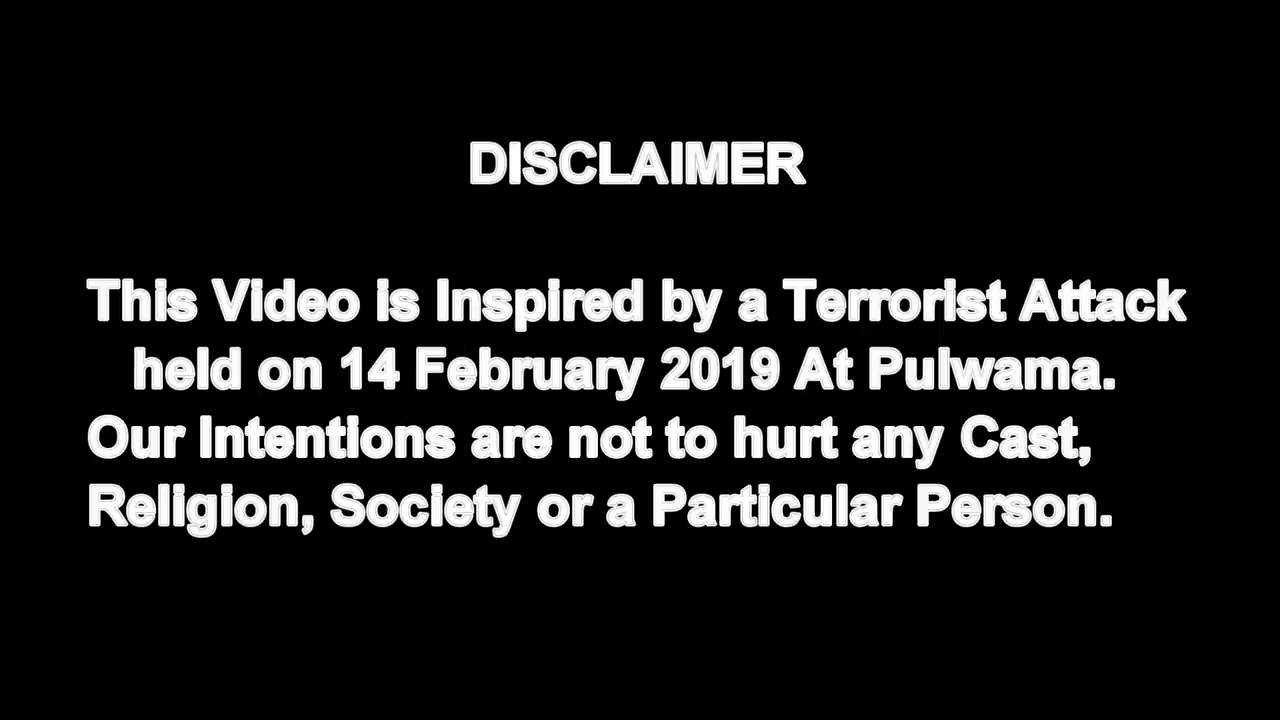 DISCLAIMER
This Video is Inspired by a Terrorist Attack
held on 14 February 2019 At Pulwama.
Our Intentions are not to hurt any Cast,
Religion, Society or a Particular Person.